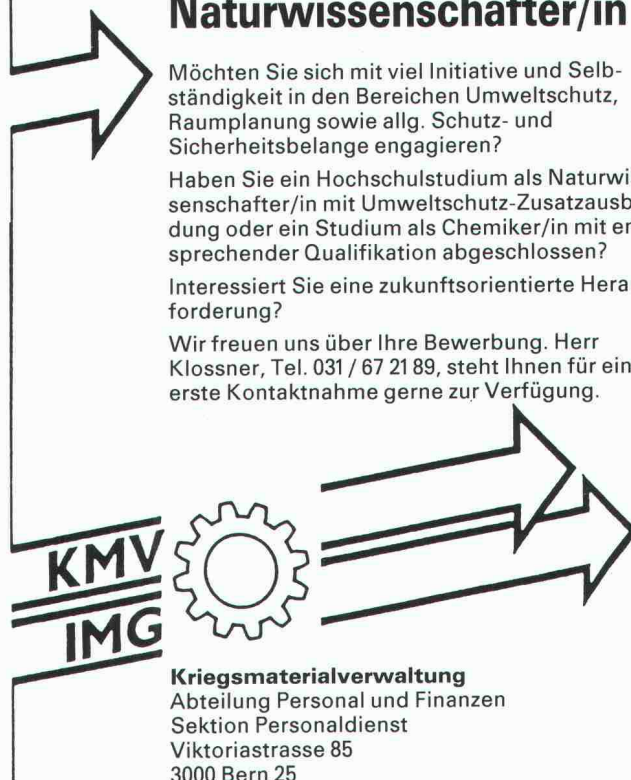 Naturwissenschafter/in
Möchten Sie sich mit viel Initiative und Selb-
ständigkeit in den Bereichen Umweltschutz,
Raumplanung sowie allg. Schutz- und
Sicherheitsbelange engagieren?
Haben Sie ein Hochschulstudium als Naturwi
senschafter/in mit Umweltschutz-Zusatzausb
dung oder ein Studium als Chemiker/in mit en
sprechender Qualifikation abgeschlossen?
Interessiert Sie eine zukunftsorientierte Hera
forderung?
Wir freuen uns über Ihre Bewerbung. Herr
Klossner, Tel. 031 / 67 21 89, steht Ihnen für ein
erste Kontaktnahme gerne zur Verfügung.
KMV
IMG
Kriegsmaterialverwaltung
Abteilung Personal und Finanzen
Sektion Personaldienst
Viktoriastrasse 85
3000 Bern 25